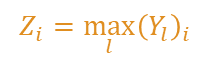 Z_i = \max_l (Y_l)_i